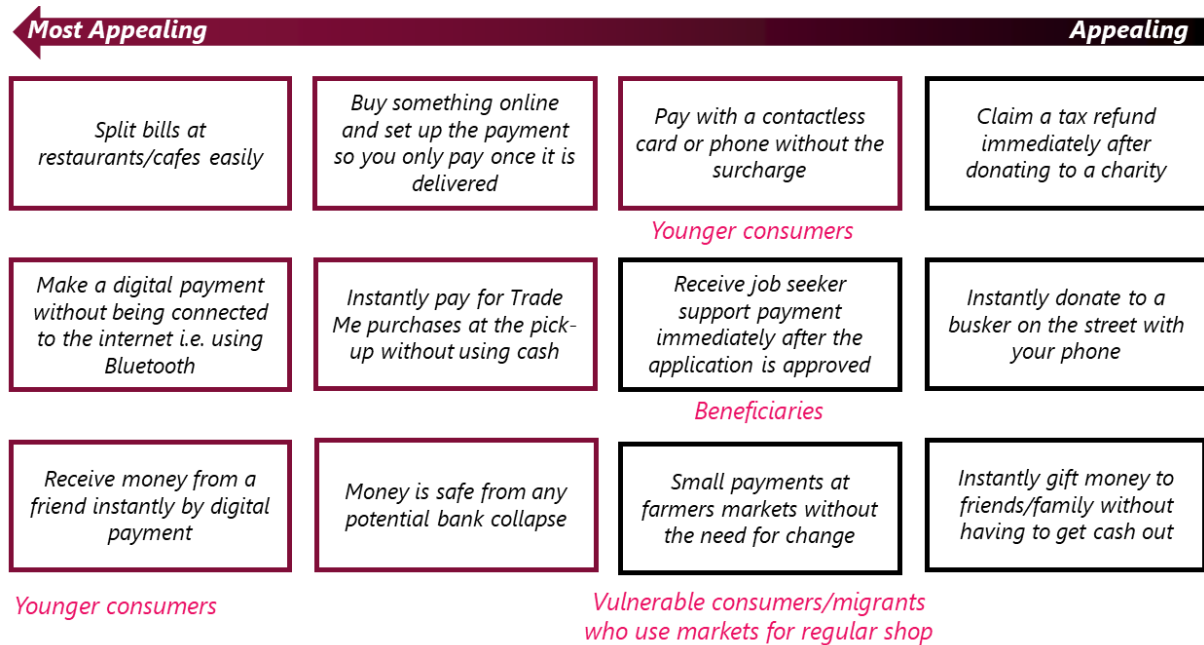 Most Appealing
Appealing
Split bills at
restaurants/cafes easily
Buy something online
and set up the payment
so you only pay once it is
delivered
Pay with a contactless
card or phone without the
surcharge
Claim a tax refund
immediately after
donating to a charity
Younger consumers
Make a digital payment
without being connected
to the internet i.e. using
Bluetooth
Instantly pay for Trade
Me purchases at the pick-
up without using cash
Receive job seeker
support payment
immediately after the
application is approved
Instantly donate to a
busker on the street with
your phone
Beneficiaries
Receive money from a
friend instantly by digital
payment
Money is safe from any
potential bank collapse
Small payments at
farmers markets without
the need for change
Instantly gift money to
friends/family without
having to get cash out
Younger consumers
Vulnerable consumers/migrants
who use markets for regular shop